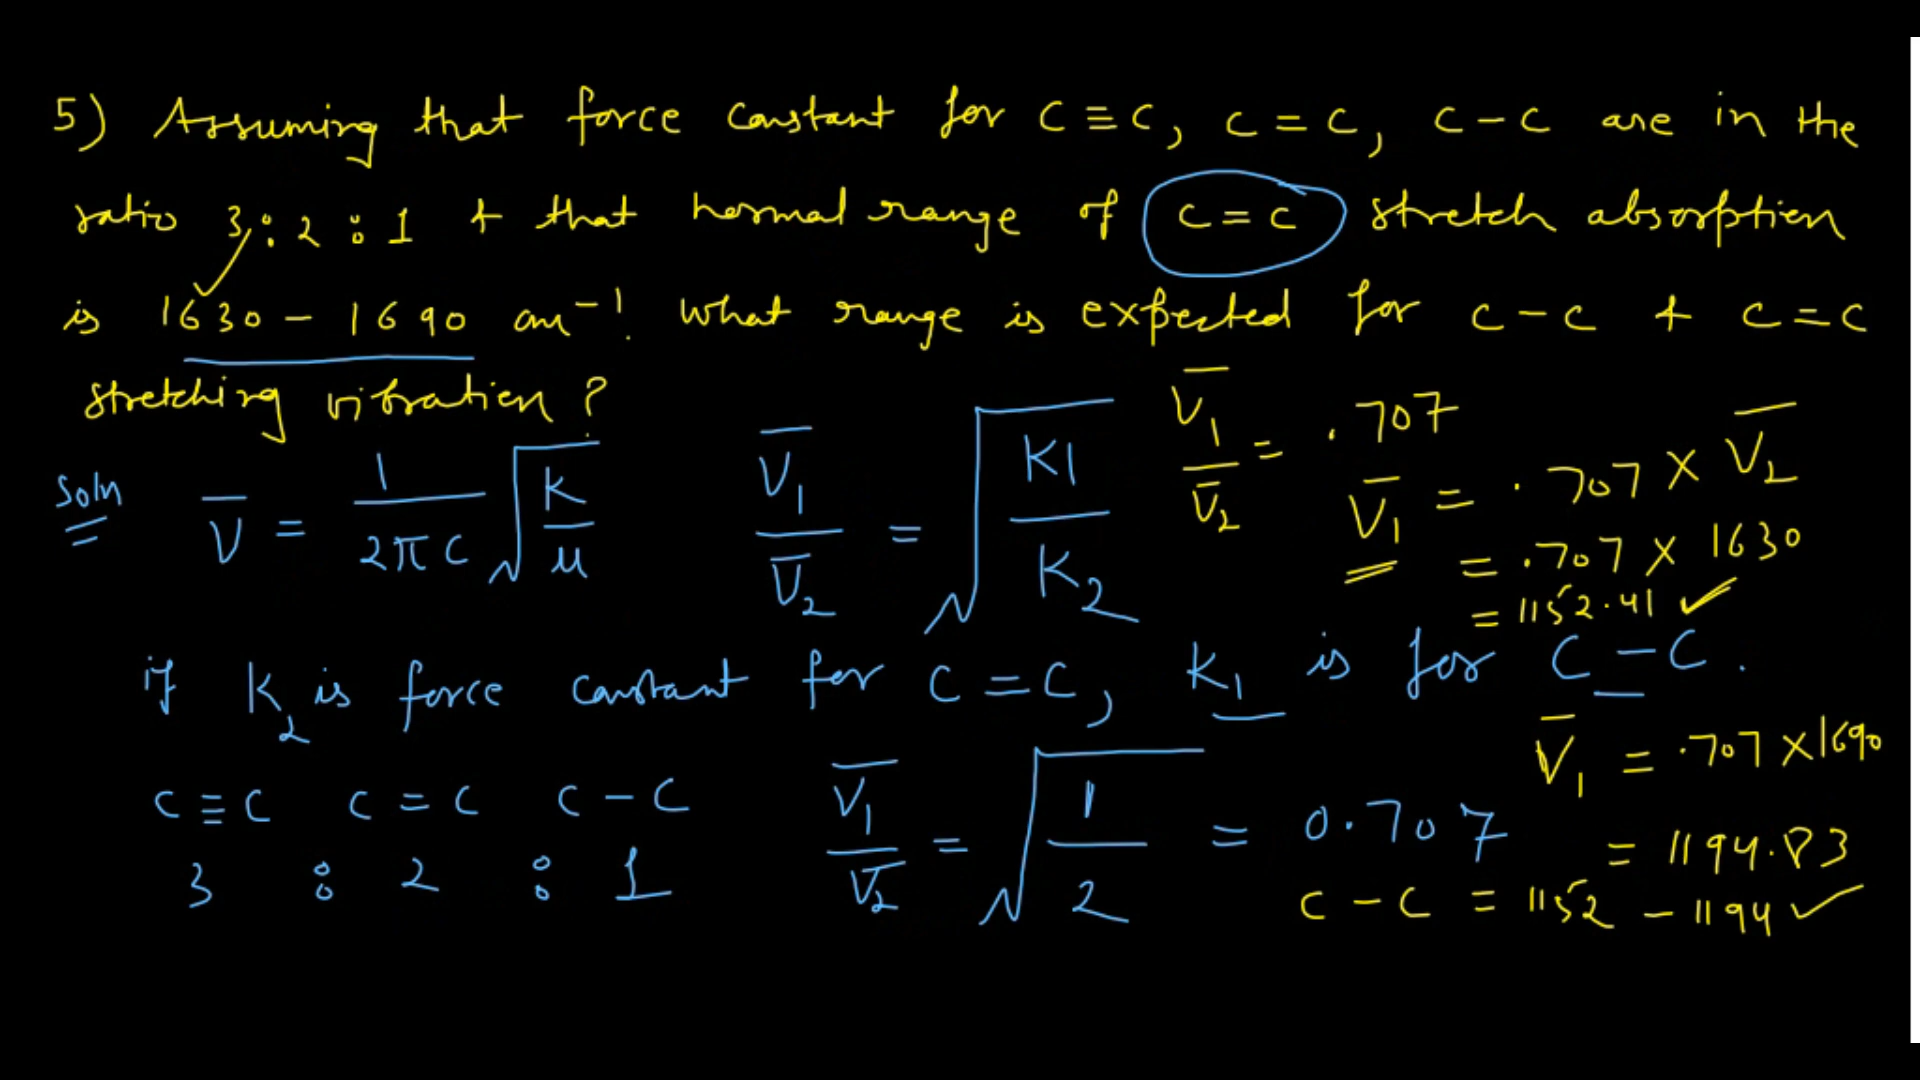 5) Assuming that force constant for C≡C, C=C, C-C are in the
ratio 3:2:1 + that normal range of C=C stretch absorption
is 1630-1690 cm⁻¹. What range is expected for C-C + C=C
stretching vibration?
Soln V̅ = 1/2πc √(K/μ)
V̅₁/V̅₂ = √(K1/K₂)
V̅₁/V̅₂ = .707
V̅₁ = .707 × V̅₂
= .707 × 1630
= 1152.41 ✓
if K₂ is force constant for C=C, K₁ is for C-C.
C≡C C=C C-C
3 : 2 : 1
V̅₁/V̅₂ = √(1/2) = 0.707
V̅₁ = .707×1690
= 1194.83
C-C = 1152-1194 ✓